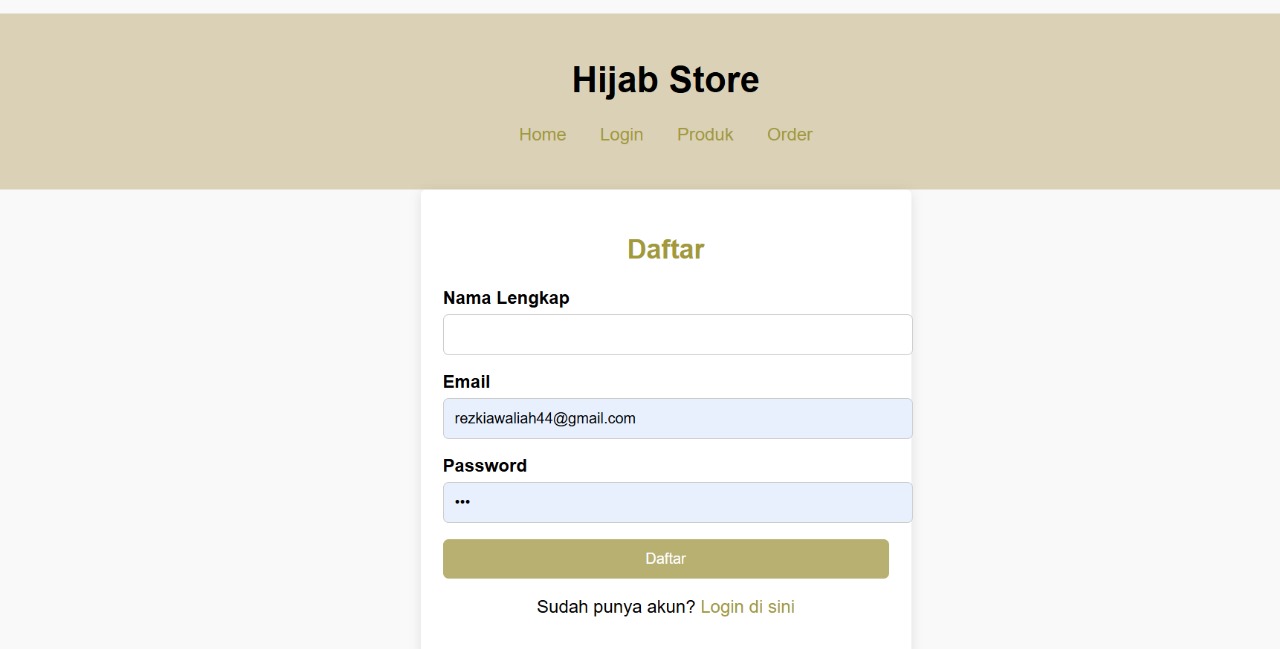 Hijab Store
Home Login Produk Order
Daftar
Nama Lengkap
Email
rezkiawaliah44@gmail.com
Password
•••
Daftar
Sudah punya akun? Login di sini